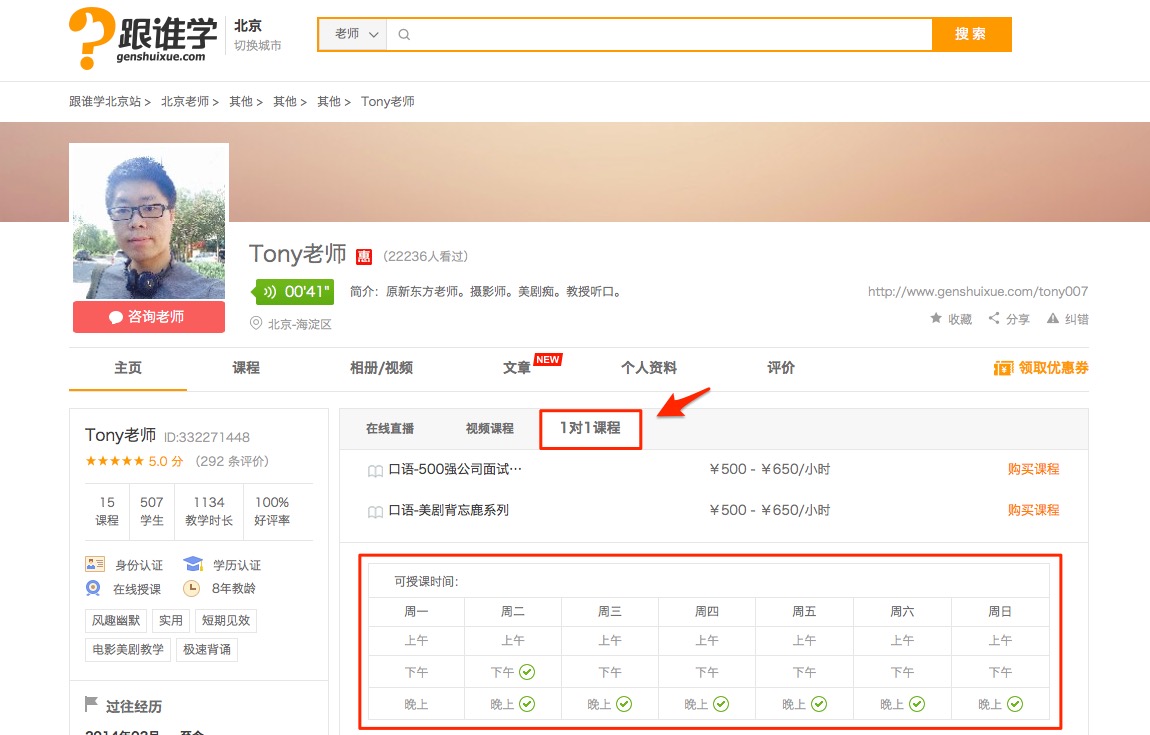 跟谁学
genshuixue.com
北京
切换城市
老师
搜 索
跟谁学北京站 > 北京老师 > 其他 > 其他 > 其他 > Tony老师
Tony老师 惠 (22236人看过)
00'41" 简介：原新东方老师。摄影师。美剧痴。教授听口。
http://www.genshuixue.com/tony007
咨询老师
北京-海淀区
收藏 分享 纠错
主页 课程 相册/视频 文章 NEW 个人资料 评价 领取优惠券
Tony老师 ID:332271448
5.0 分 (292 条评价)
15 507 1134 100%
课程 学生 教学时长 好评率
身份认证 学历认证
在线授课 8年教龄
风趣幽默 实用 短期见效
电影美剧教学 极速背诵
过往经历
2014年02月 至今
在线直播 视频课程 1对1课程
口语-500强公司面试… ￥500 - ￥650/小时 购买课程
口语-美剧背忘鹿系列 ￥500 - ￥650/小时 购买课程
可授课时间：
周一 周二 周三 周四 周五 周六 周日
上午 上午 上午 上午 上午 上午 上午
下午 下午 下午 下午 下午 下午 下午
晚上 晚上 晚上 晚上 晚上 晚上 晚上